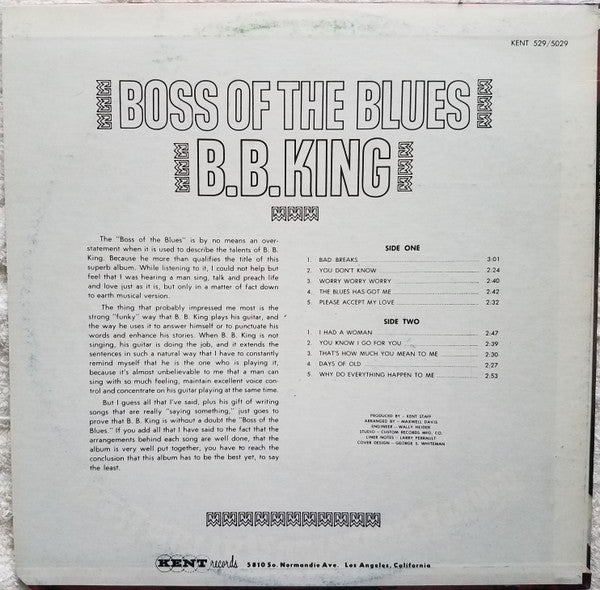 KENT 529/5029
BOSS OF THE BLUES
B.B.KING
The "Boss of the Blues" is by no means an over-
statement when it is used to describe the talents of B. B.
King. Because he more than qualifies the title of this
superb album. While listening to it, I could not help but
feel that I was hearing a man sing, talk and preach life
and love just as it is, but only in a matter of fact down
to earth musical version.
The thing that probably impressed me most is the
strong "funky" way that B. B. King plays his guitar, and
the way he uses it to answer himself or to punctuate his
words and enhance his stories. When B. B. King is not
singing, his guitar is doing the job, and it extends the
sentences in such a natural way that I have to constantly
remind myself that he is the one who is playing it,
because it's almost unbelievable to me that a man can
sing with so much feeling, maintain excellent voice con-
trol and concentrate on his guitar playing at the same time.
But I guess all that I've said, plus his gift of writing
songs that are really "saying something," just goes to
prove that B. B. King is without a doubt the "Boss of the
Blues." If you add all that I have said to the fact that the
arrangements behind each song are well done, that the
album is very well put together, you have to reach the
conclusion that this album has to be the best yet, to say
the least.
SIDE ONE
1. BAD BREAKS 3:01
2. YOU DON'T KNOW 2:24
3. WORRY WORRY WORRY 2:40
4. THE BLUES HAS GOT ME 2:42
5. PLEASE ACCEPT MY LOVE 2:32
SIDE TWO
1. I HAD A WOMAN 2:47
2. YOU KNOW I GO FOR YOU 2:39
3. THAT'S HOW MUCH YOU MEAN TO ME 2:30
4. DAYS OF OLD 2:27
5. WHY DO EVERYTHING HAPPEN TO ME 2:53
PRODUCED BY - KENT STAFF
ARRANGED BY - MAXWELL DAVIS
ENGINEER - WALLY HEIDER
STUDIO - CUSTOM RECORDS MFG. CO.
LINER NOTES - LARRY PERRAULT
COVER DESIGN - GEORGE S. WHITEMAN
KENT records 5810 So. Normandie Ave. Los Angeles, California